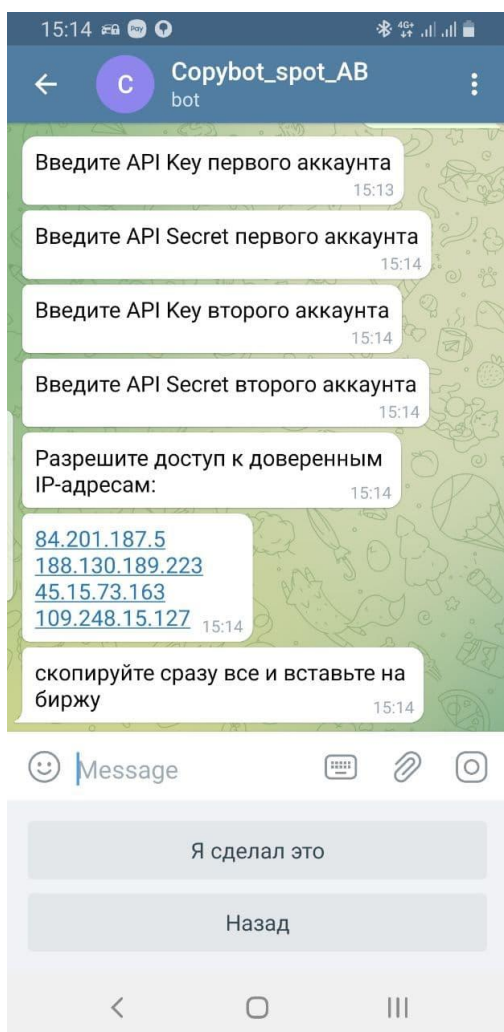 15:14
Pay
4G+
C
Copybot_spot_AB
bot
Введите API Key первого аккаунта
15:13
Введите API Secret первого аккаунта
15:14
Введите API Key второго аккаунта
15:14
Введите API Secret второго аккаунта
15:14
Разрешите доступ к доверенным
IP-адресам:
15:14
84.201.187.5
188.130.189.223
45.15.73.163
109.248.15.127
15:14
скопируйте сразу все и вставьте на
биржу
15:14
Message
Я сделал это
Назад